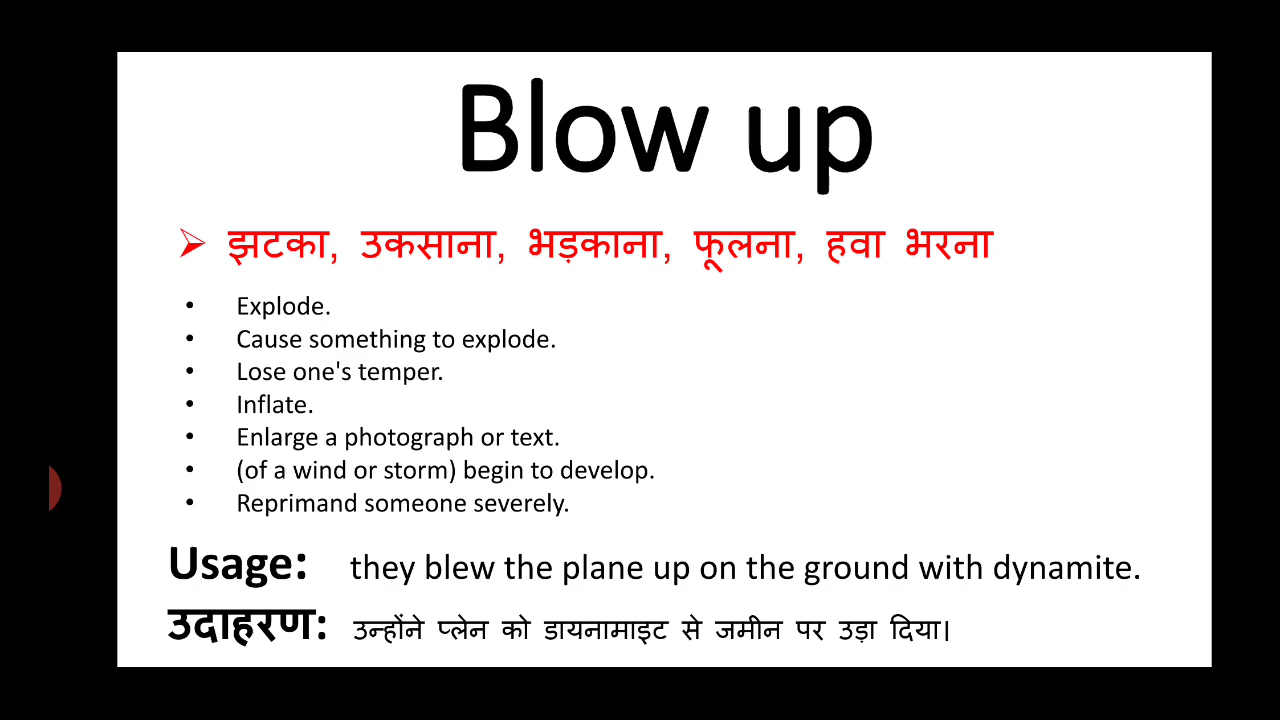 Blow up
➢ झटका, उकसाना, भड़काना, फूलना, हवा भरना
• Explode.
• Cause something to explode.
• Lose one's temper.
• Inflate.
• Enlarge a photograph or text.
• (of a wind or storm) begin to develop.
• Reprimand someone severely.
Usage: they blew the plane up on the ground with dynamite.
उदाहरण: उन्होंने प्लेन को डायनामाइट से जमीन पर उड़ा दिया।